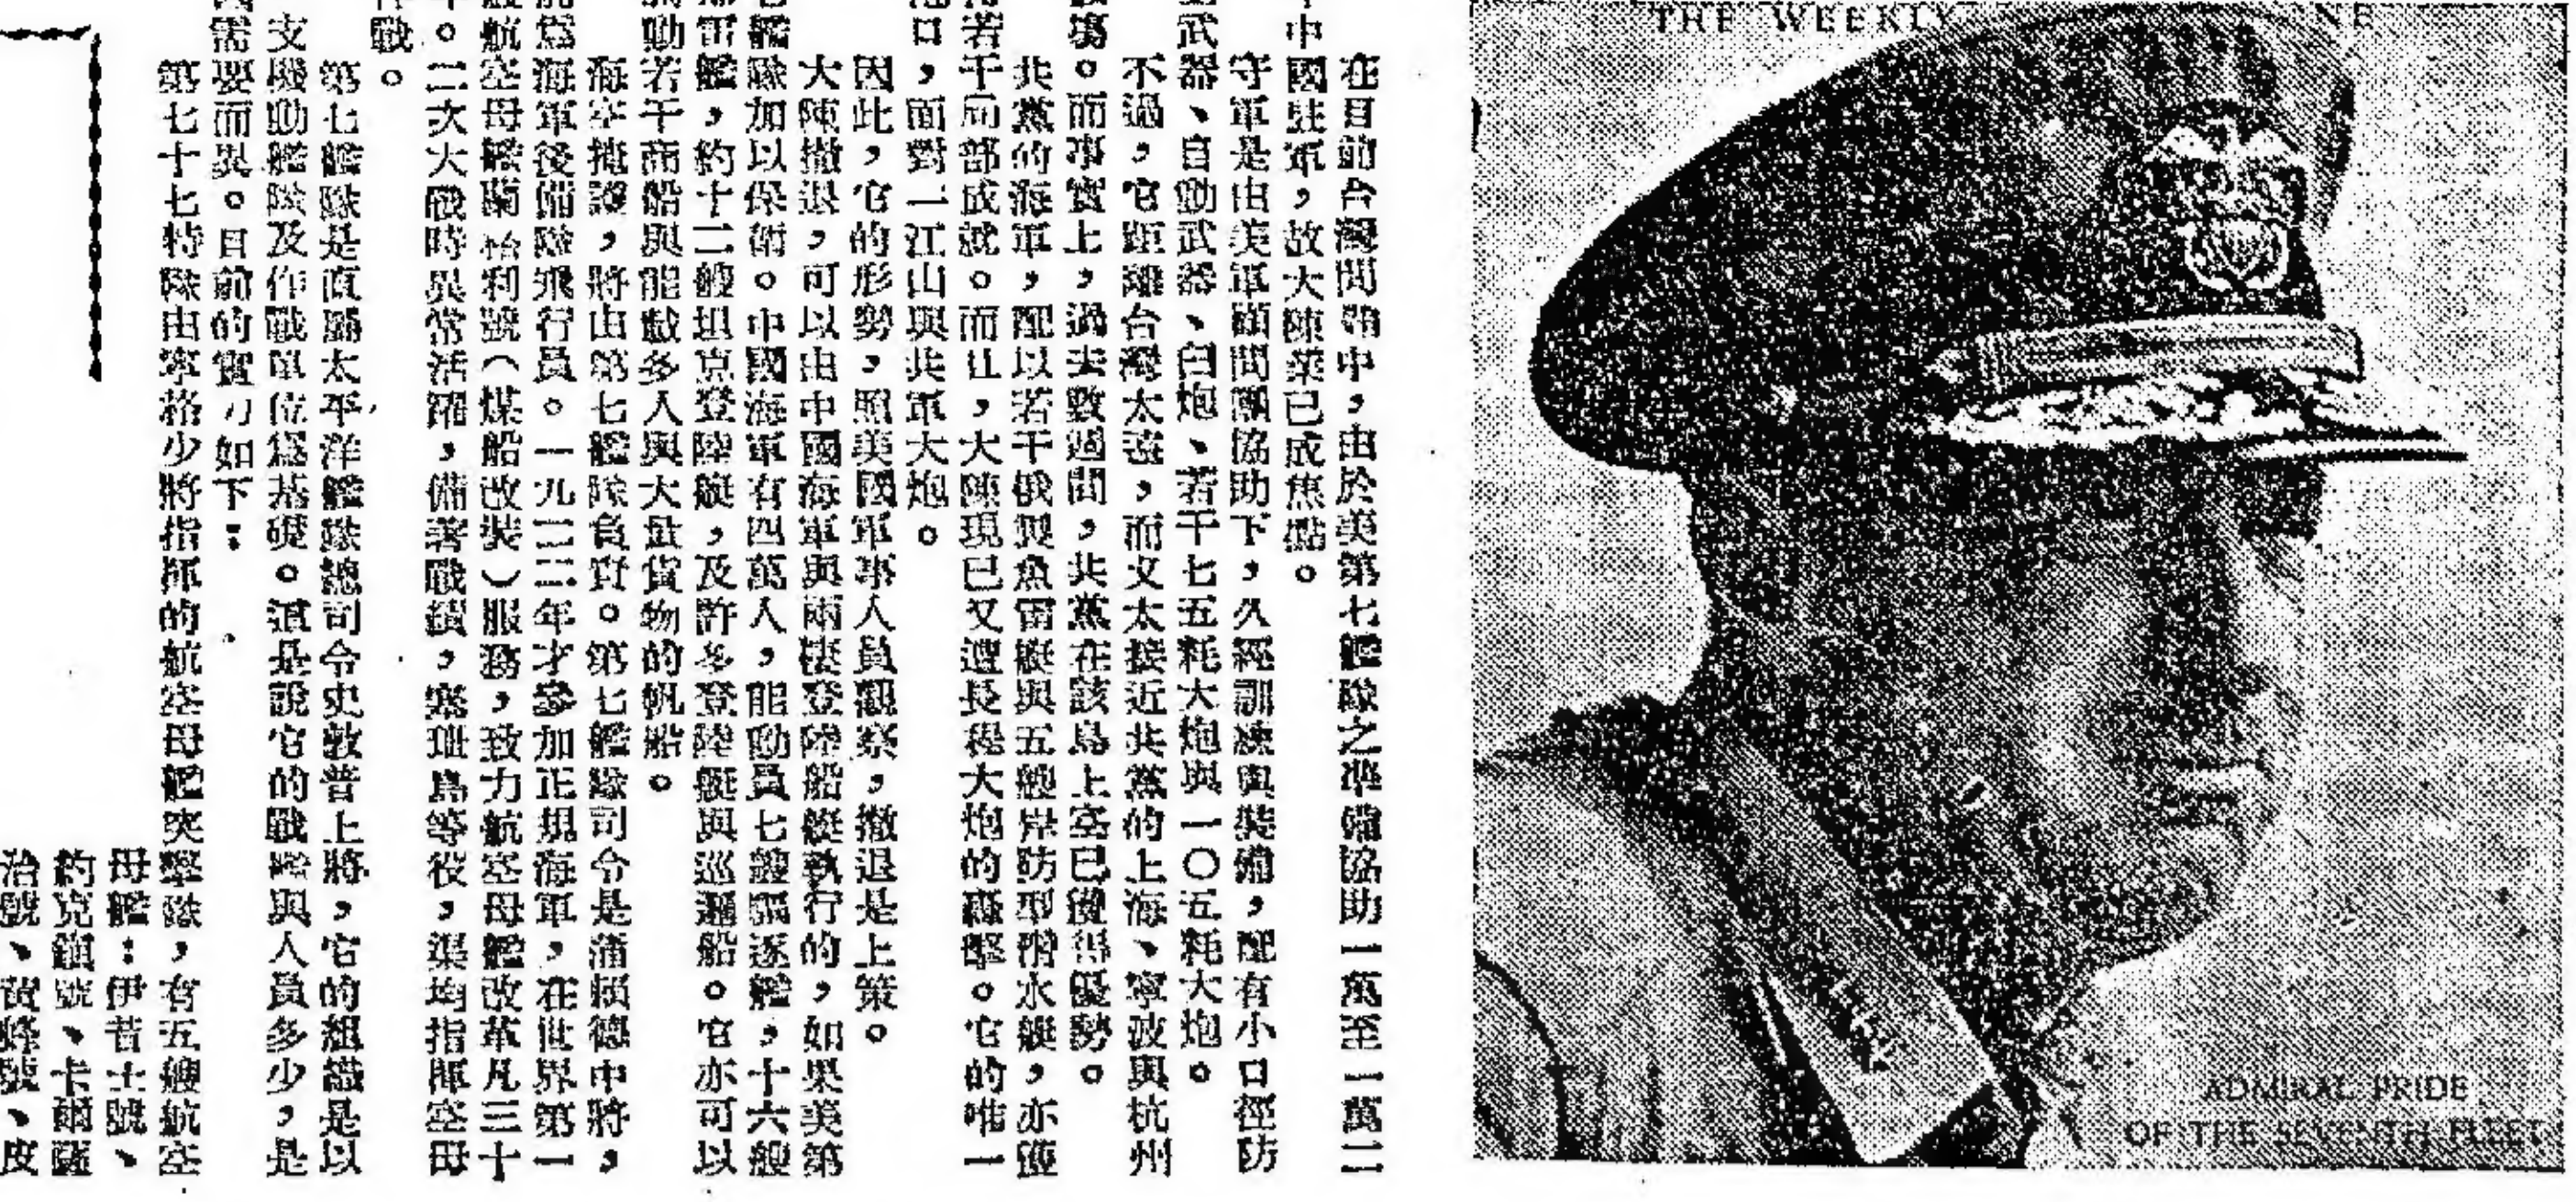 THE WEEKLY
ADMIRAL PRIDE
OF THE SEVENTH FLEET
在目前台灣間勢中，由於美第七艦隊之準備協助一萬至一萬二
中國駐軍，故大陳業已成焦點。
守軍是由美軍顧問團協助下，久經訓練與裝備，配有小口徑防
武器、自動武器、臼炮、若干七五粍大炮與一〇五粍大炮。
不過，它距離台灣太遠，而又太接近共黨的上海、寧波與杭州
。而事實上，過去數週間，共黨在該島上空已獲得優勢。
共黨的海軍，配以若干俄製魚雷艇與五艘岸防型潛水艇，亦獲
若干局部成就。而且，大陳現已又遭長程大炮的轟擊。它的唯一
口，面對一江山與共軍大炮。
因此，它的形勢，照美國軍事人員觀察，撤退是上策。
大陳撤退，可以由中國海軍與兩棲登陸船艇執行的，如果美第
艦隊加以保衛。中國海軍有四萬人，能動員七艘驅逐艦，十六艘
雷艦，約十二艘坦克登陸艇，及許多登陸艇與巡邏船。它亦可以
動若干商船與能載多人與大量貨物的帆船。
海空掩護，將由第七艦隊負責。第七艦隊司令是蒲賴德中將，
為海軍後備隊飛行員。一九二二年才參加正規海軍，在世界第一
航空母艦蘭格利號（煤船改裝）服務，致力航空母艦改革凡三十
。二次大戰時異常活躍，備著戰績，塞班島等役，渠均指揮空母
戰。
第七艦隊是直屬太平洋艦隊總司令史敦普上將，它的組織是以
支機動艦隊及作戰單位為基礎。這是說它的戰艦與人員多少，是
需要而異。目前的實力如下：
第七十七特隊由寧格少將指揮的航空母艦突擊隊，有五艘航空
母艦：伊昔士號、
約克鎮號、卡爾薩
治號、黃蜂號、皮